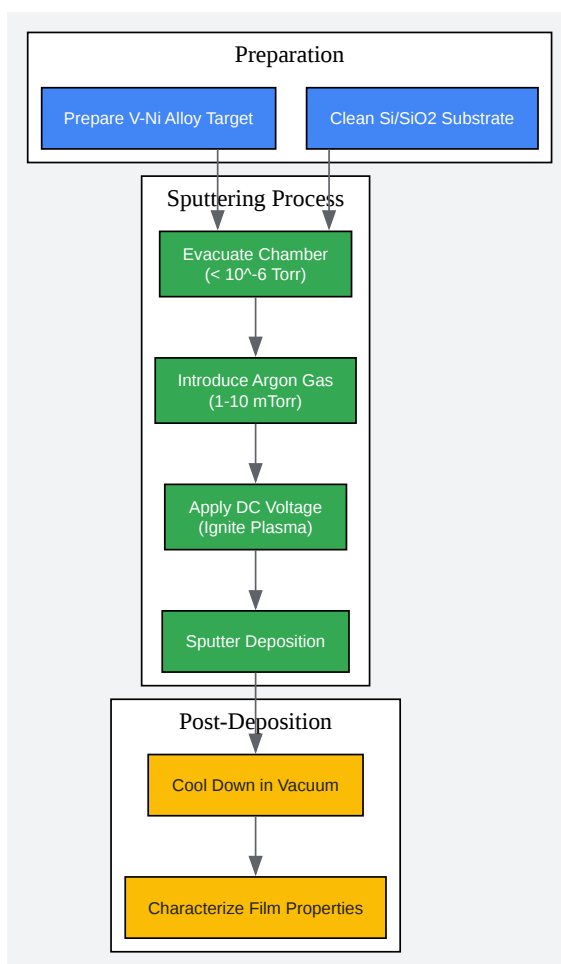 Preparation
Prepare V-Ni Alloy Target
Clean Si/SiO2 Substrate
Sputtering Process
Evacuate Chamber
(< 10^-6 Torr)
Introduce Argon Gas
(1-10 mTorr)
Apply DC Voltage
(Ignite Plasma)
Sputter Deposition
Post-Deposition
Cool Down in Vacuum
Characterize Film Properties